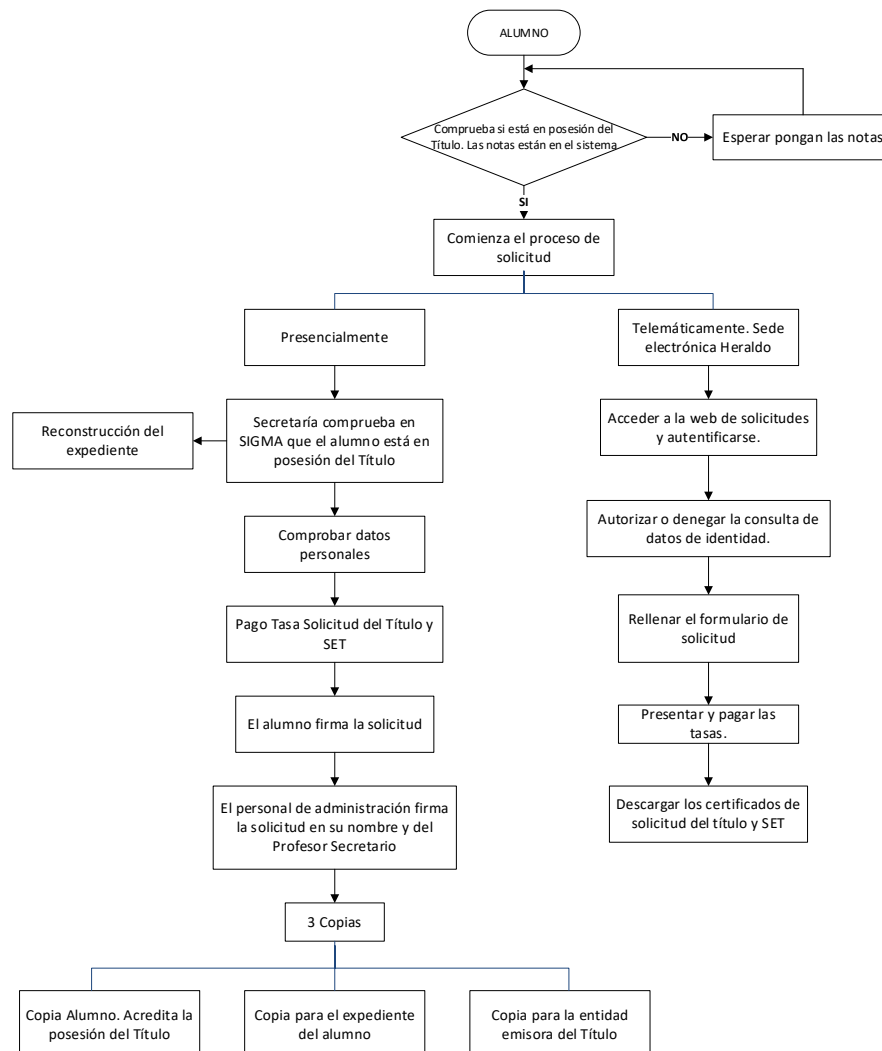 ALUMNO
Comprueba si está en posesión del
Título. Las notas están en el sistema
NO
Esperar pongan las notas
SI
Comienza el proceso de
solicitud
Presencialmente
Telemáticamente. Sede
electrónica Heraldo
Secretaría comprueba en
SIGMA que el alumno está en
posesión del Título
Reconstrucción del
expediente
Acceder a la web de solicitudes
y autentificarse.
Comprobar datos
personales
Autorizar o denegar la consulta de
datos de identidad.
Pago Tasa Solicitud del Título y
SET
Rellenar el formulario de
solicitud
El alumno firma la solicitud
Presentar y pagar las
tasas.
El personal de administración firma
la solicitud en su nombre y del
Profesor Secretario
Descargar los certificados de
solicitud del título y SET
3 Copias
Copia Alumno. Acredita la
posesión del Título
Copia para el expediente
del alumno
Copia para la entidad
emisora del Título